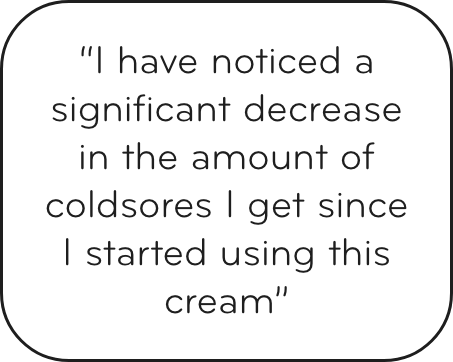 “I have noticed a
significant decrease
in the amount of
coldsores I get since
I started using this
cream”